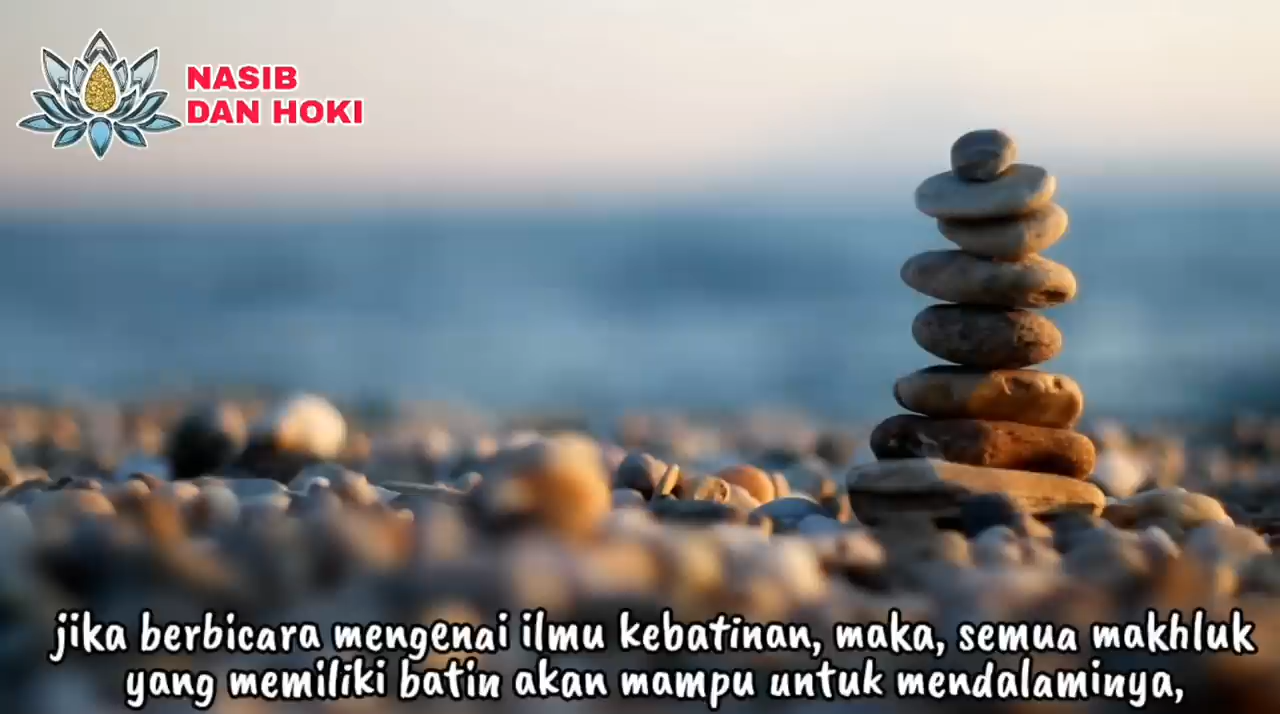 NASIB
DAN HOKI
jika berbicara mengenai ilmu kebatinan, maka, semua makhluk
yang memiliki batin akan mampu untuk mendalaminya,